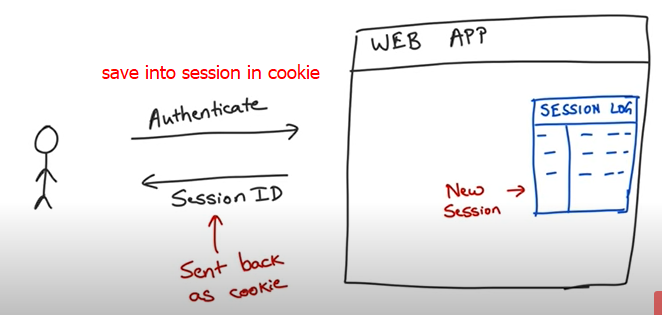 WEB APP
save into session in cookie
Authenticate
SESSION LOG
Session ID
New
Session
Sent back
as cookie